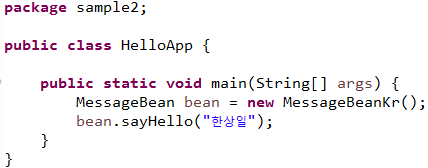 package sample2;
public class HelloApp {
public static void main(String[] args) {
MessageBean bean = new MessageBeanKr();
bean.sayHello("한상일");
}
}